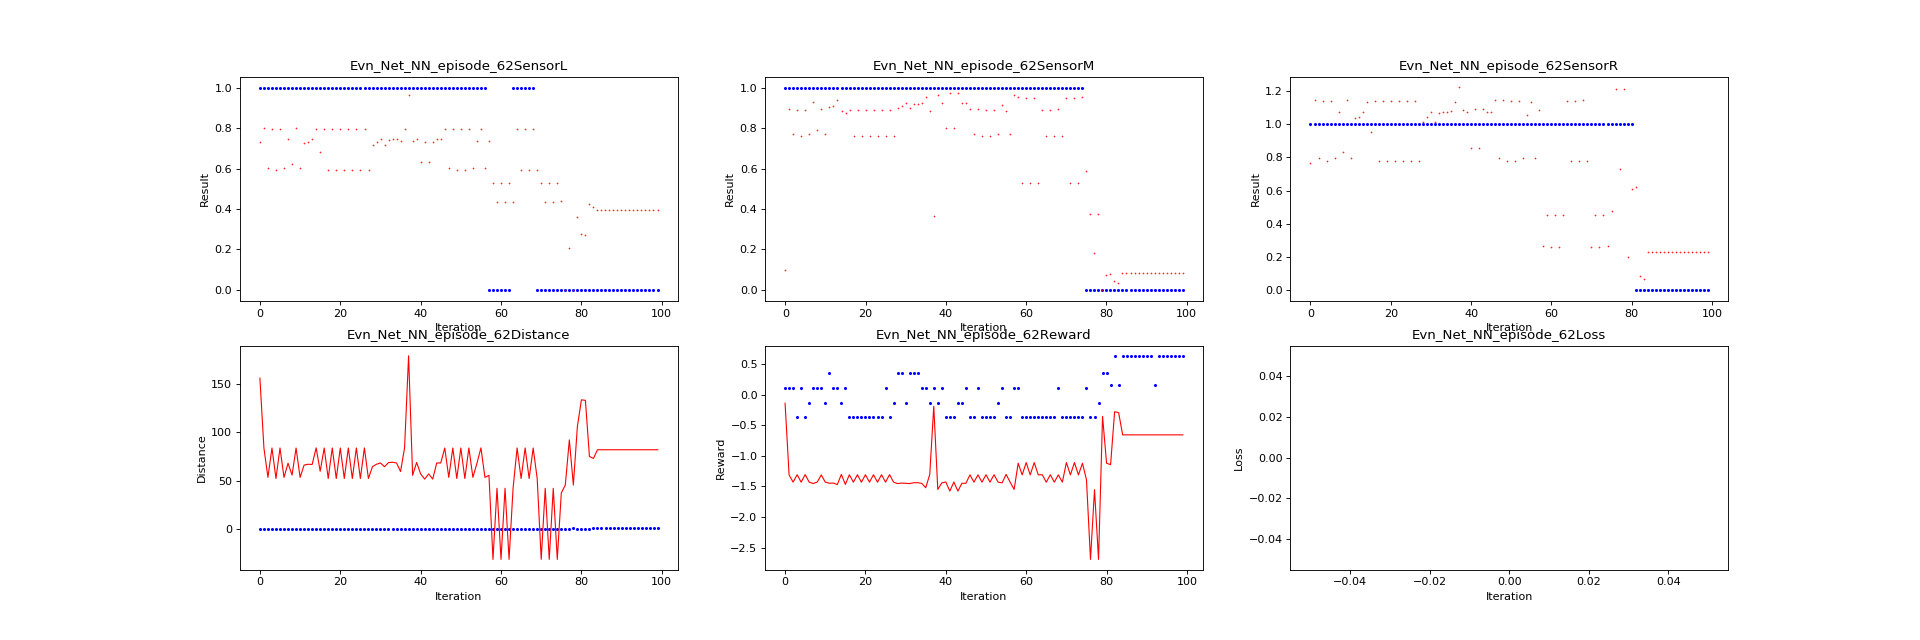 Evn_Net_NN_episode_62SensorL
Result
1.0
0.8
0.6
0.4
0.2
0.0
0 20 40 60 80 100
Iteration
Evn_Net_NN_episode_62SensorM
Result
1.0
0.8
0.6
0.4
0.2
0.0
0 20 40 60 80 100
Iteration
Evn_Net_NN_episode_62SensorR
Result
1.2
1.0
0.8
0.6
0.4
0.2
0.0
0 20 40 60 80 100
Iteration
Evn_Net_NN_episode_62Distance
Distance
150
100
50
0
0 20 40 60 80 100
Iteration
Evn_Net_NN_episode_62Reward
Reward
0.5
0.0
−0.5
−1.0
−1.5
−2.0
−2.5
0 20 40 60 80 100
Iteration
Evn_Net_NN_episode_62Loss
Loss
0.04
0.02
0.00
−0.02
−0.04
−0.04 −0.02 0.00 0.02 0.04
Iteration